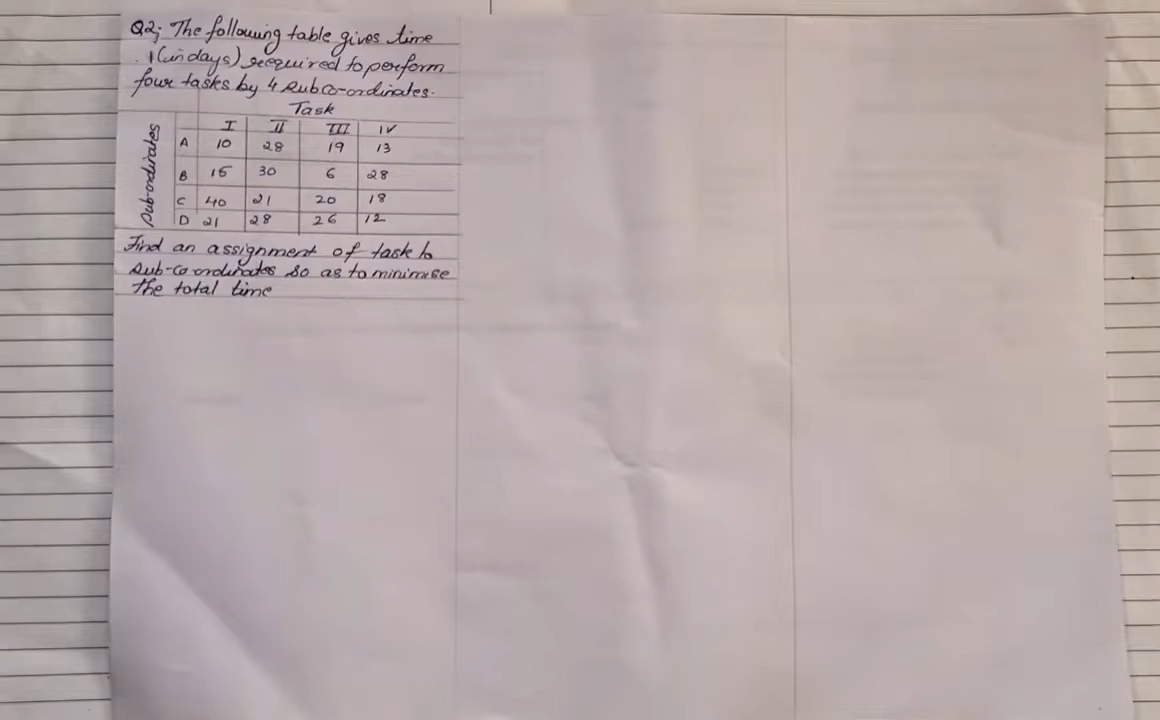 Q2; The following table gives time
(in days) required to perform
four tasks by 4 sub co-ordinates.
Task
I II III IV
Sub-ordinates
A 10 28 19 13
B 15 30 6 28
C 40 21 20 18
D 21 28 26 12
Find an assignment of task to
sub-co ordinates so as to minimise
the total time